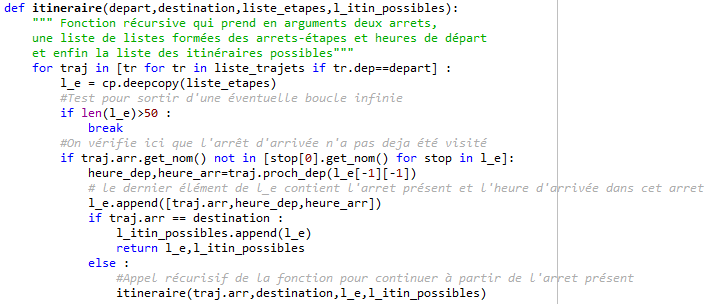 def itineraire(depart,destination,liste_etapes,l_itin_possibles):
    """ Fonction récursive qui prend en arguments deux arrets,
    une liste de listes formées des arrets-étapes et heures de départ
    et enfin la liste des itinéraires possibles"""
    for traj in [tr for tr in liste_trajets if tr.dep==depart] :
        l_e = cp.deepcopy(liste_etapes)
        #Test pour sortir d'une éventuelle boucle infinie
        if len(l_e)>50 :
            break
        #On vérifie ici que l'arrêt d'arrivée n'a pas deja été visité
        if traj.arr.get_nom() not in [stop[0].get_nom() for stop in l_e]:
            heure_dep,heure_arr=traj.proch_dep(l_e[-1][-1])
            # le dernier élément de l_e contient l'arret présent et l'heure d'arrivée dans cet arret
            l_e.append([traj.arr,heure_dep,heure_arr])
            if traj.arr == destination :
                l_itin_possibles.append(l_e)
                return l_e,l_itin_possibles
            else :
                #Appel récurisif de la fonction pour continuer à partir de l'arret présent
                itineraire(traj.arr,destination,l_e,l_itin_possibles)